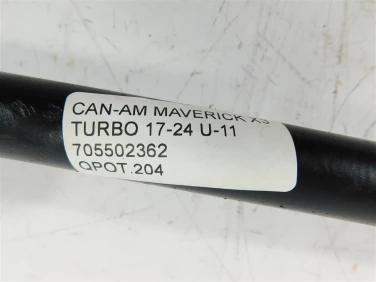 CAN-AM MAVERICK X3
TURBO 17-24 U-11
705502362
QPOT.204